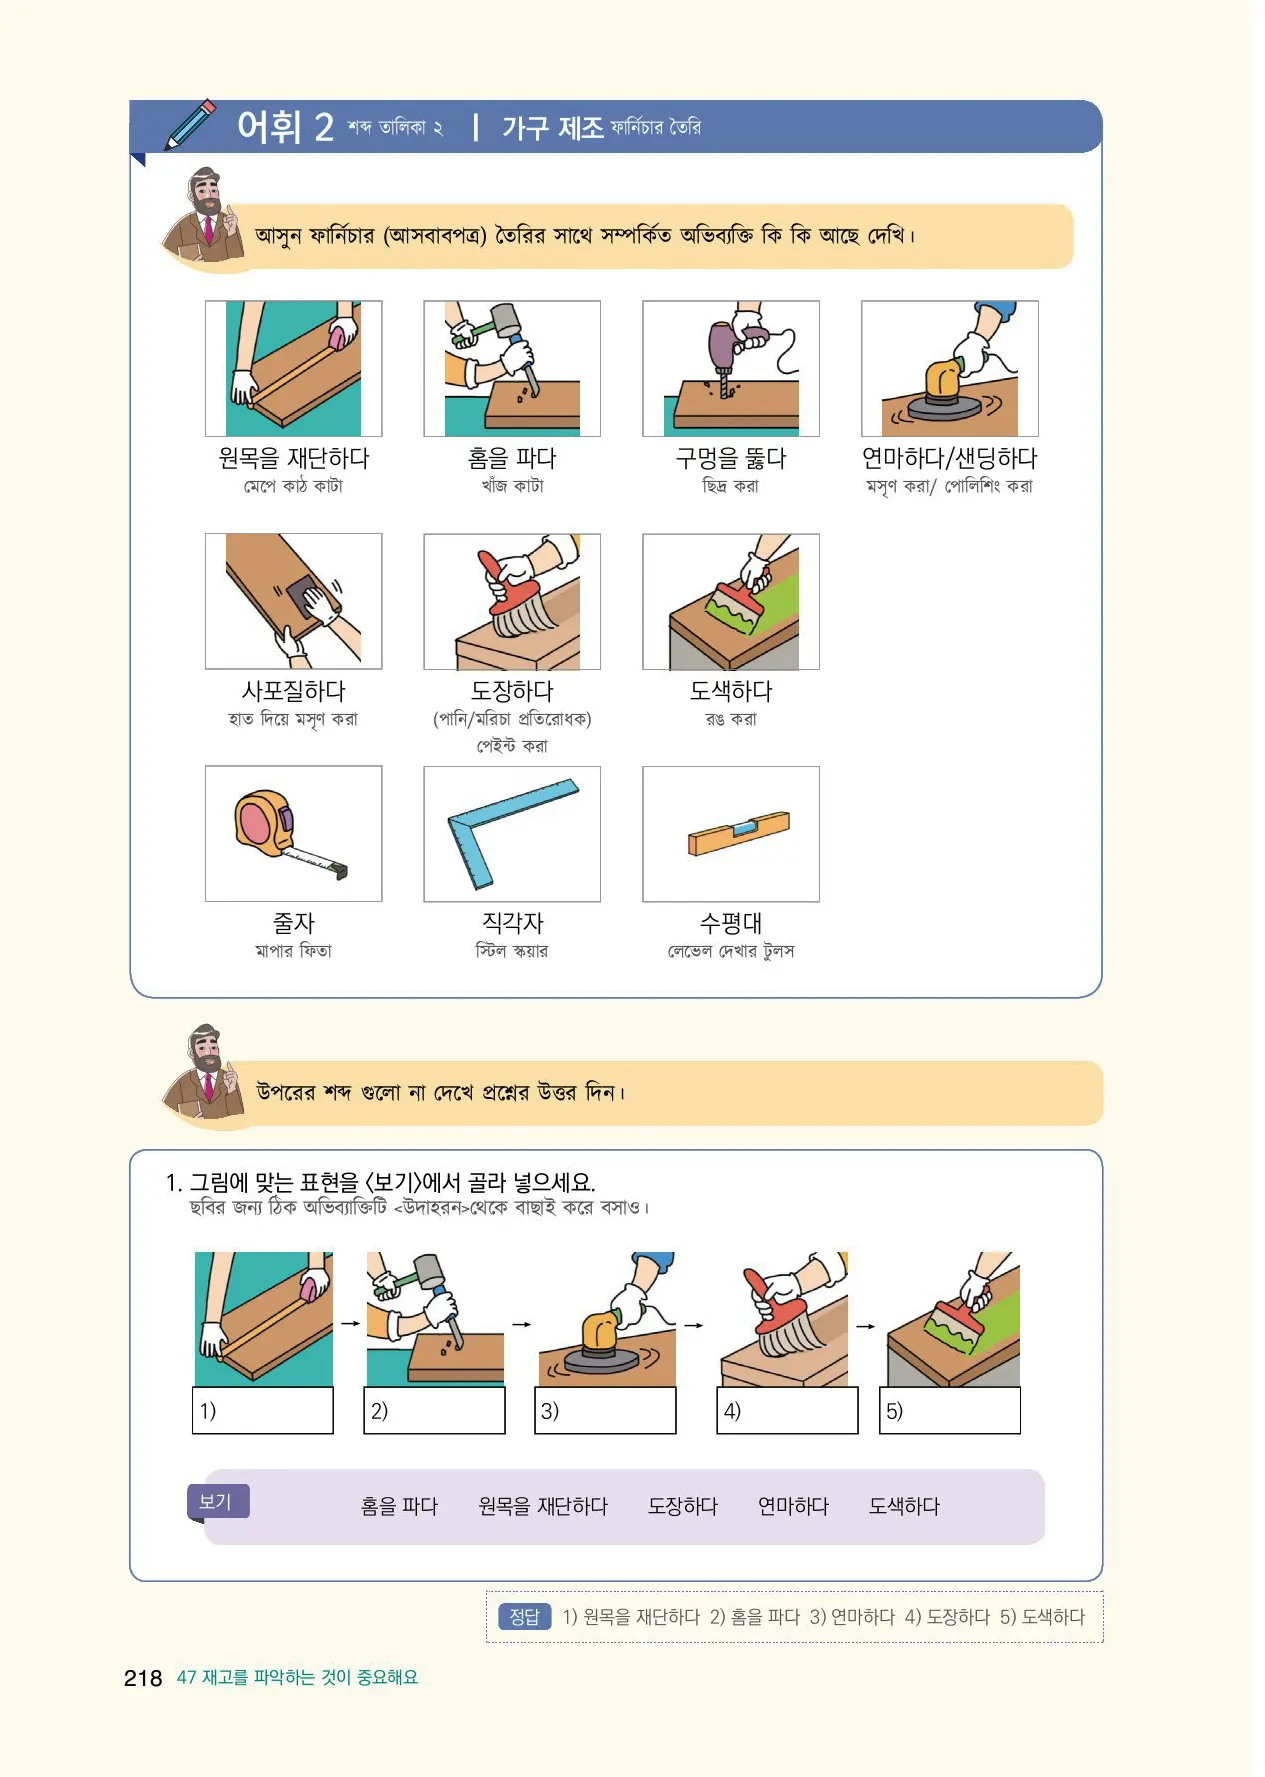 어휘 2 শব্দ তালিকা ২ | 가구 제조 ফার্নিচার তৈরি
আসুন ফার্নিচার (আসবাবপত্র) তৈরির সাথে সম্পর্কিত অভিব্যক্তি কি কি আছে দেখি।
원목을 재단하다 홈을 파다 구멍을 뚫다 연마하다/샌딩하다
মেপে কাঠ কাটা খাঁজ কাটা ছিদ্র করা মসৃণ করা/ পোলিশিং করা
사포질하다 도장하다 도색하다
হাত দিয়ে মসৃণ করা (পানি/মরিচা প্রতিরোধক) রঙ করা
পেইন্ট করা
줄자 직각자 수평대
মাপার ফিতা স্টিল স্কয়ার লেভেল দেখার টুলস
উপরের শব্দ গুলো না দেখে প্রশ্নের উত্তর দিন।
1. 그림에 맞는 표현을 <보기>에서 골라 넣으세요.
ছবির জন্য ঠিক অভিব্যাক্তিটি <উদাহরন>থেকে বাছাই করে বসাও।
→ → → →
1) 2) 3) 4) 5)
보기 홈을 파다 원목을 재단하다 도장하다 연마하다 도색하다
정답 1) 원목을 재단하다 2) 홈을 파다 3) 연마하다 4) 도장하다 5) 도색하다
218 47 재고를 파악하는 것이 중요해요